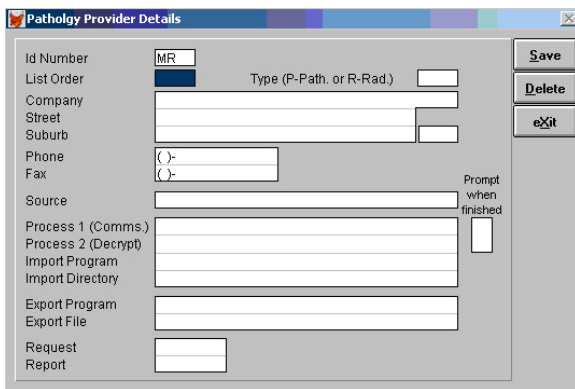 Patholgy Provider Details
Id Number MR
Save
List Order Type (P-Path. or R-Rad.)
Delete
Company
Street
eXit
Suburb
Phone ( )-
Fax ( )-
Prompt
when
finished
Source
Process 1 (Comms.)
Process 2 (Decrypt)
Import Program
Import Directory
Export Program
Export File
Request
Report